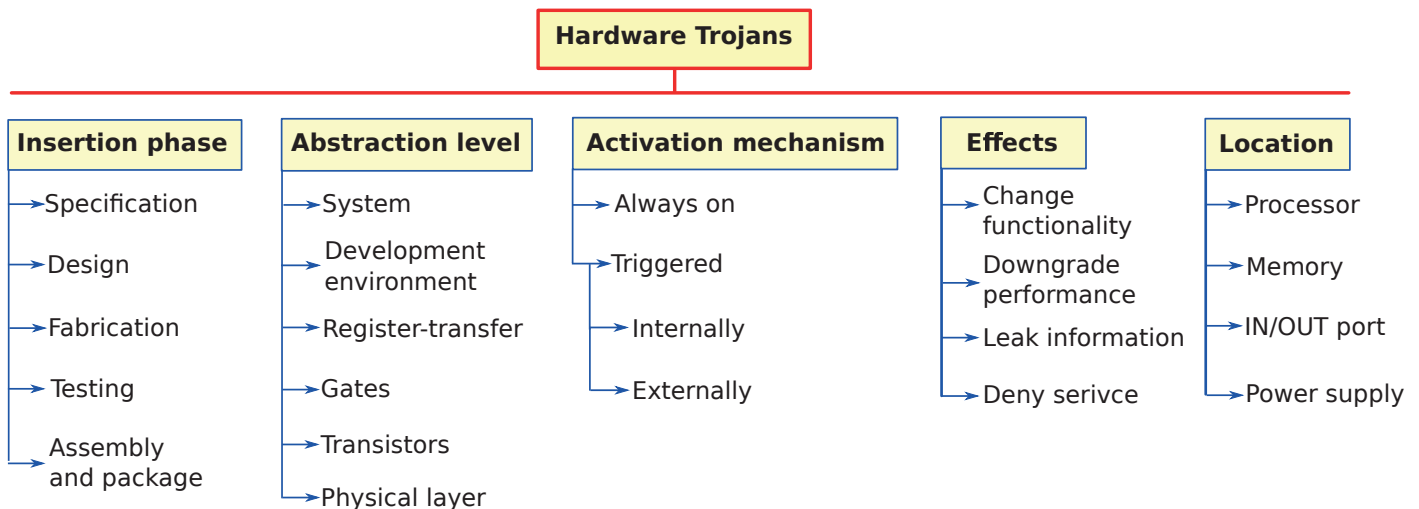 Hardware Trojans
Insertion phase
Specification
Design
Fabrication
Testing
Assembly
and package
Abstraction level
System
Development
environment
Register-transfer
Gates
Transistors
Physical layer
Activation mechanism
Always on
Triggered
Internally
Externally
Effects
Change
functionality
Downgrade
performance
Leak information
Deny serivce
Location
Processor
Memory
IN/OUT port
Power supply